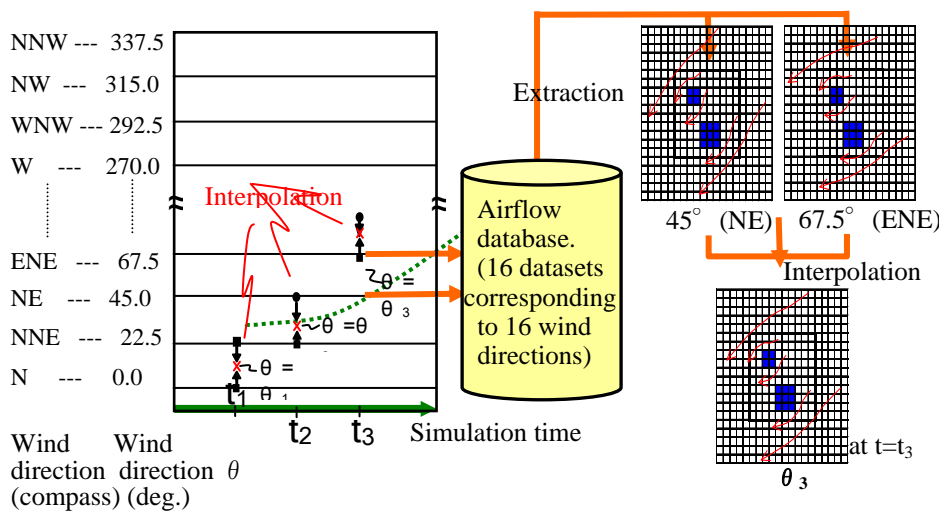 NNW --- 337.5
NW --- 315.0
WNW --- 292.5
W --- 270.0
ENE --- 67.5
NE --- 45.0
NNE --- 22.5
N --- 0.0
Wind
direction
(compass)
Wind
direction θ
(deg.)
Interpolation
θ =
θ 1
θ =θ
θ =
θ 3
t1
t2
t3
Simulation time
Airflow
database.
(16 datasets
corresponding
to 16 wind
directions)
Extraction
45° (NE)
67.5° (ENE)
Interpolation
at t=t3
θ 3